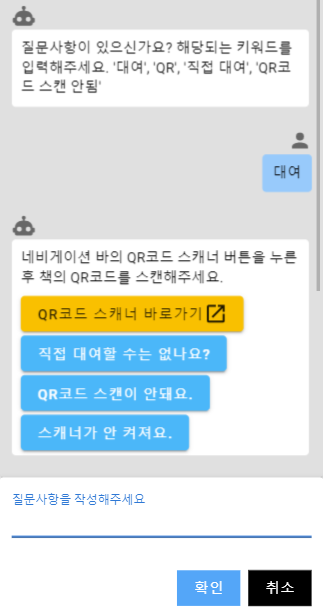 질문사항이 있으신가요? 해당되는 키워드를
입력해주세요. '대여', 'QR', '직접 대여', 'QR코
드 스캔 안됨'
대여
네비게이션 바의 QR코드 스캐너 버튼을 누른
후 책의 QR코드를 스캔해주세요.
QR코드 스캐너 바로가기
직접 대여할 수는 없나요?
QR코드 스캔이 안돼요.
스캐너가 안 켜져요.
질문사항을 작성해주세요
확인 취소